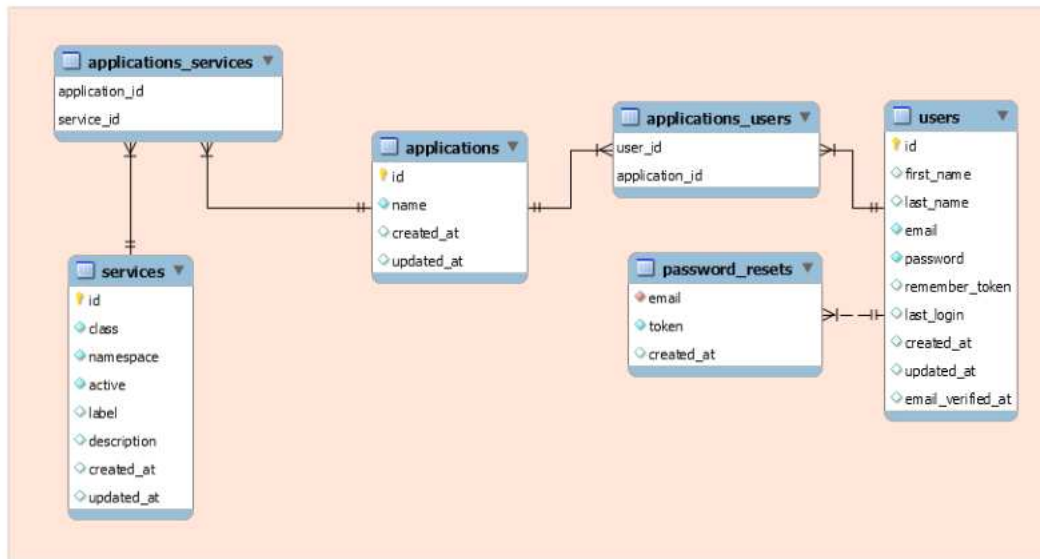 applications_services
application_id
service_id
applications
id
name
created_at
updated_at
applications_users
user_id
application_id
users
id
first_name
last_name
email
password
remember_token
last_login
created_at
updated_at
email_verified_at
services
id
class
namespace
active
label
description
created_at
updated_at
password_resets
email
token
created_at